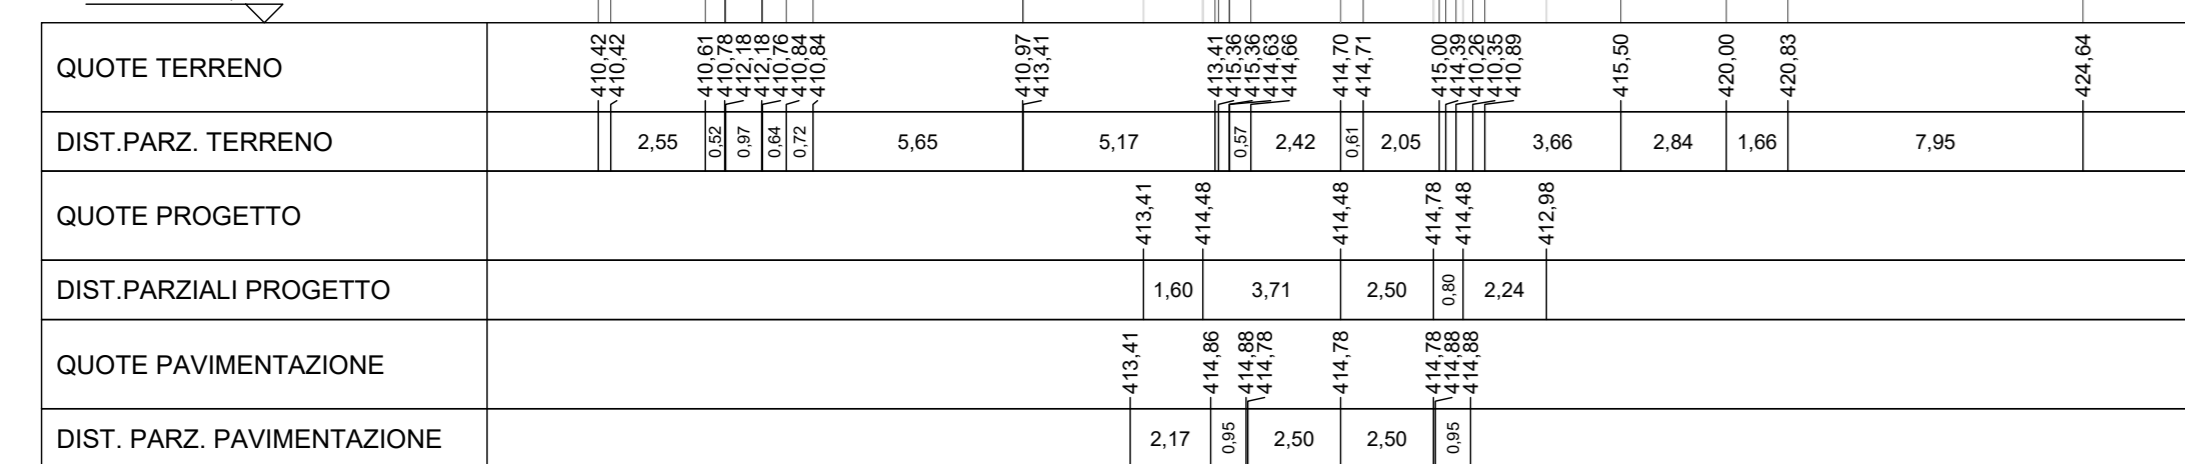 QUOTE TERRENO 410,42 410,42 410,61 410,78 412,18 412,18 410,76 410,84 410,84 410,97 413,41 413,41 415,36 415,36 414,63 414,66 414,70 414,71 415,00 414,39 410,26 410,35 410,89 415,50 420,00 420,83 424,64
DIST.PARZ. TERRENO 2,55 0,52 0,97 0,64 0,72 5,65 5,17 0,57 2,42 0,61 2,05 3,66 2,84 1,66 7,95
QUOTE PROGETTO 413,41 414,48 414,48 414,78 414,48 412,98
DIST.PARZIALI PROGETTO 1,60 3,71 2,50 0,80 2,24
QUOTE PAVIMENTAZIONE 413,41 414,86 414,88 414,78 414,78 414,78 414,88 414,88
DIST. PARZ. PAVIMENTAZIONE 2,17 0,95 2,50 2,50 0,95